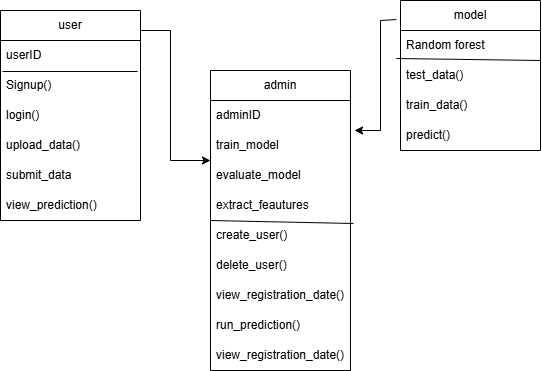 user
userID
Signup()
login()
upload_data()
submit_data
view_prediction()
admin
adminID
train_model
evaluate_model
extract_feautures
create_user()
delete_user()
view_registration_date()
run_prediction()
view_registration_date()
model
Random forest
test_data()
train_data()
predict()